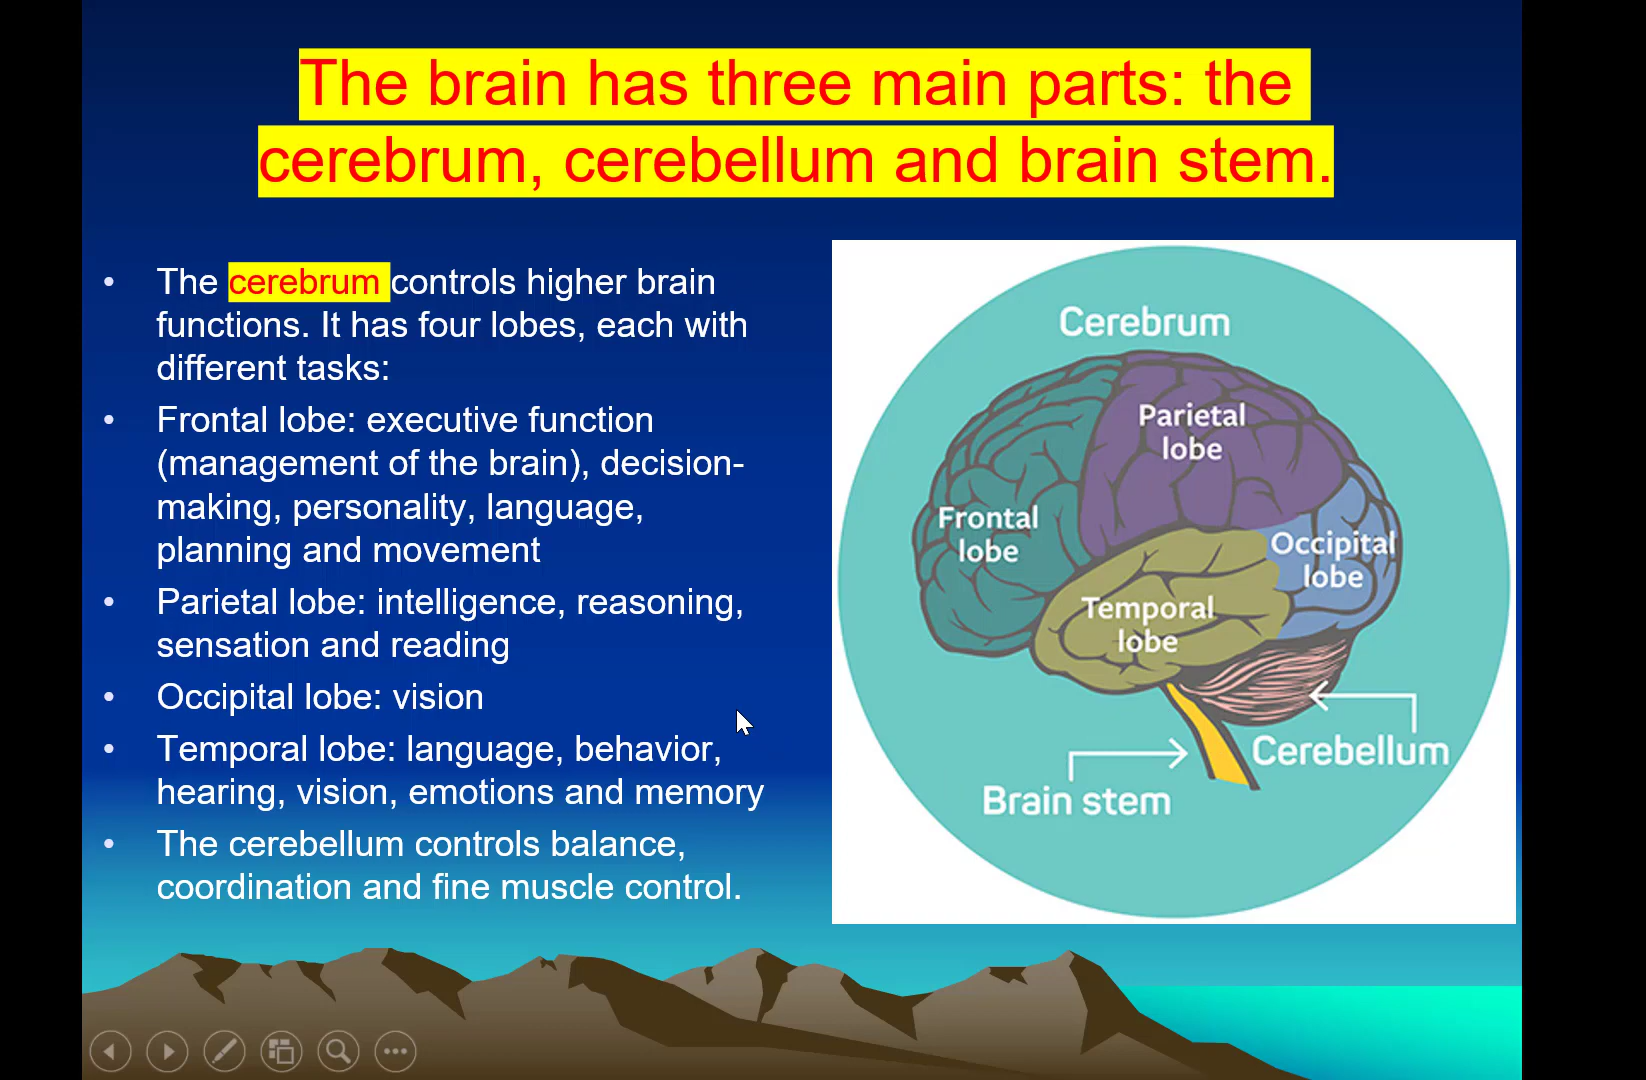 The brain has three main parts: the
cerebrum, cerebellum and brain stem.
• The cerebrum controls higher brain
functions. It has four lobes, each with
different tasks:
• Frontal lobe: executive function
(management of the brain), decision-
making, personality, language,
planning and movement
• Parietal lobe: intelligence, reasoning,
sensation and reading
• Occipital lobe: vision
• Temporal lobe: language, behavior,
hearing, vision, emotions and memory
• The cerebellum controls balance,
coordination and fine muscle control.
Cerebrum
Parietal
lobe
Frontal
lobe
Occipital
lobe
Temporal
lobe
Cerebellum
Brain stem